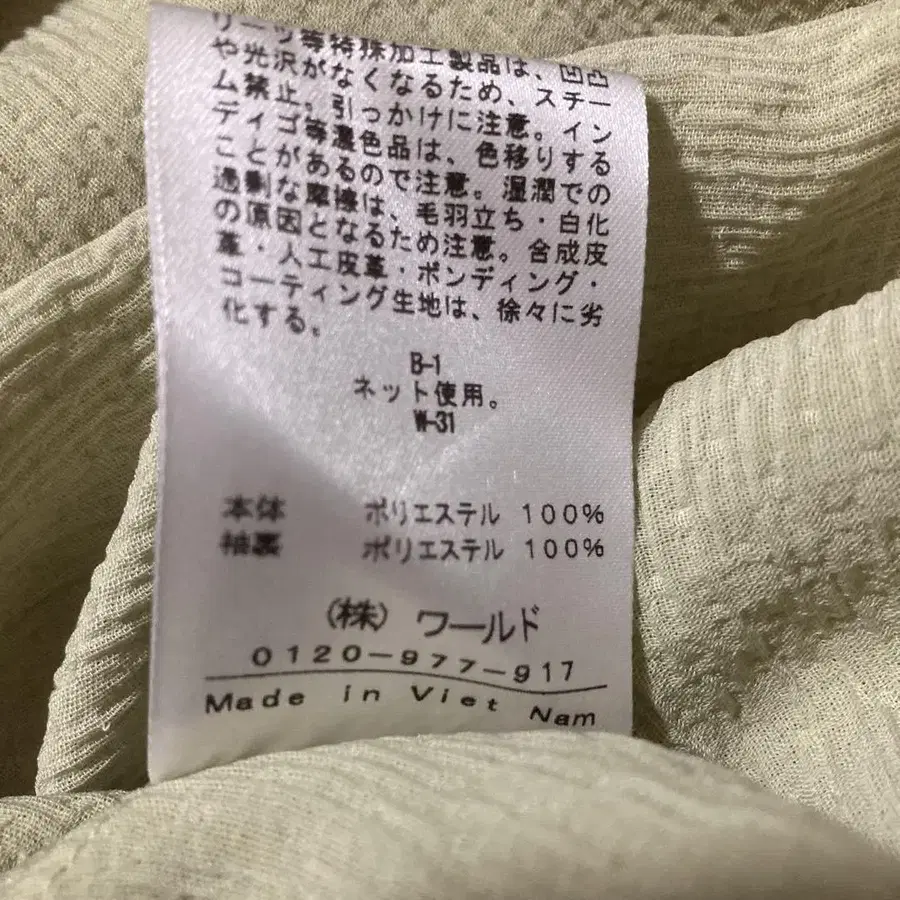 リーツ等特殊加工製品は、凹凸
や光沢がなくなるため、スチー
ム禁止。引っかけに注意。イン
ディゴ等濃色品は、色移りする
ことがあるので注意。湿潤での
過剰な摩擦は、毛羽立ち・白化
の原因となるため注意。合成皮
革・人工皮革・ボンディング・
コーティング生地は、徐々に劣
化する。
B-1
ネット使用。
W-31
本体 ポリエステル 100%
袖裏 ポリエステル 100%
(株) ワールド
0120-977-917
Made in Viet Nam